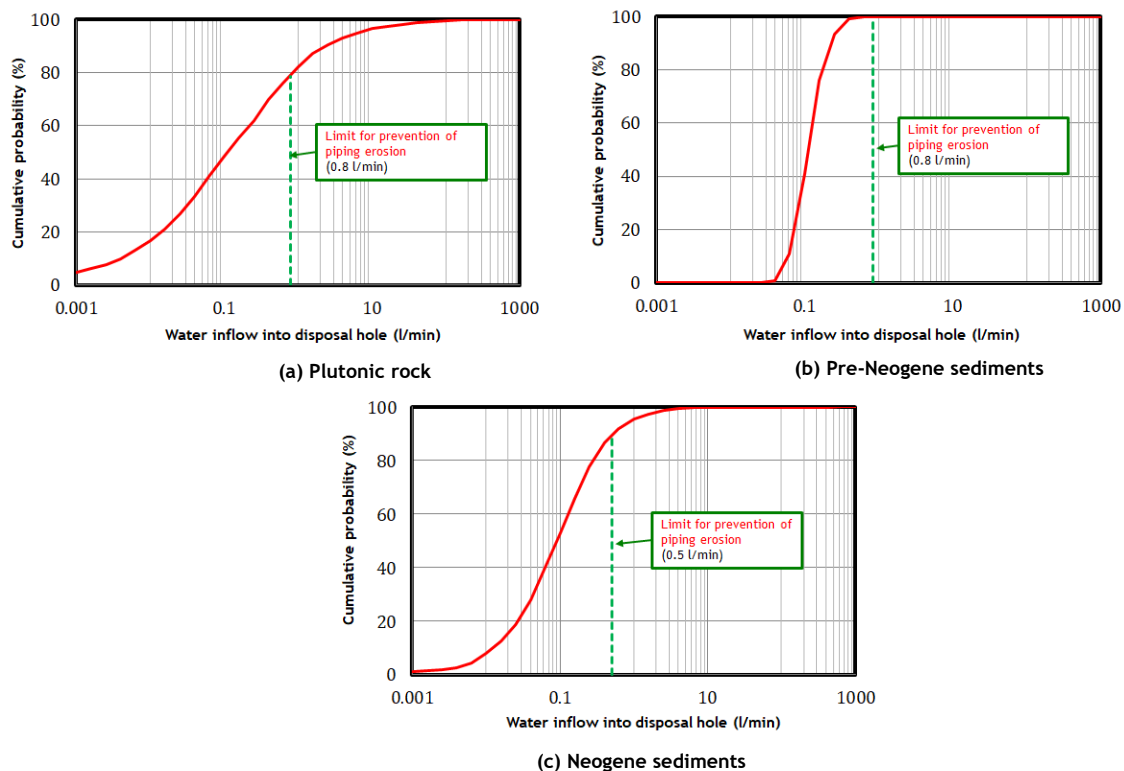 100
80
60
40
20
0
Cumulative probability (%)
Limit for prevention of
piping erosion
(0.8 l/min)
0.001
0.1
10
1000
Water inflow into disposal hole (l/min)
(a) Plutonic rock
100
80
60
40
20
0
Cumulative probability (%)
Limit for prevention of
piping erosion
(0.8 l/min)
0.001
0.1
10
1000
Water inflow into disposal hole (l/min)
(b) Pre-Neogene sediments
100
80
60
40
20
0
Cumulative probability (%)
Limit for prevention of
piping erosion
(0.5 l/min)
0.001
0.1
10
1000
Water inflow into disposal hole (l/min)
(c) Neogene sediments